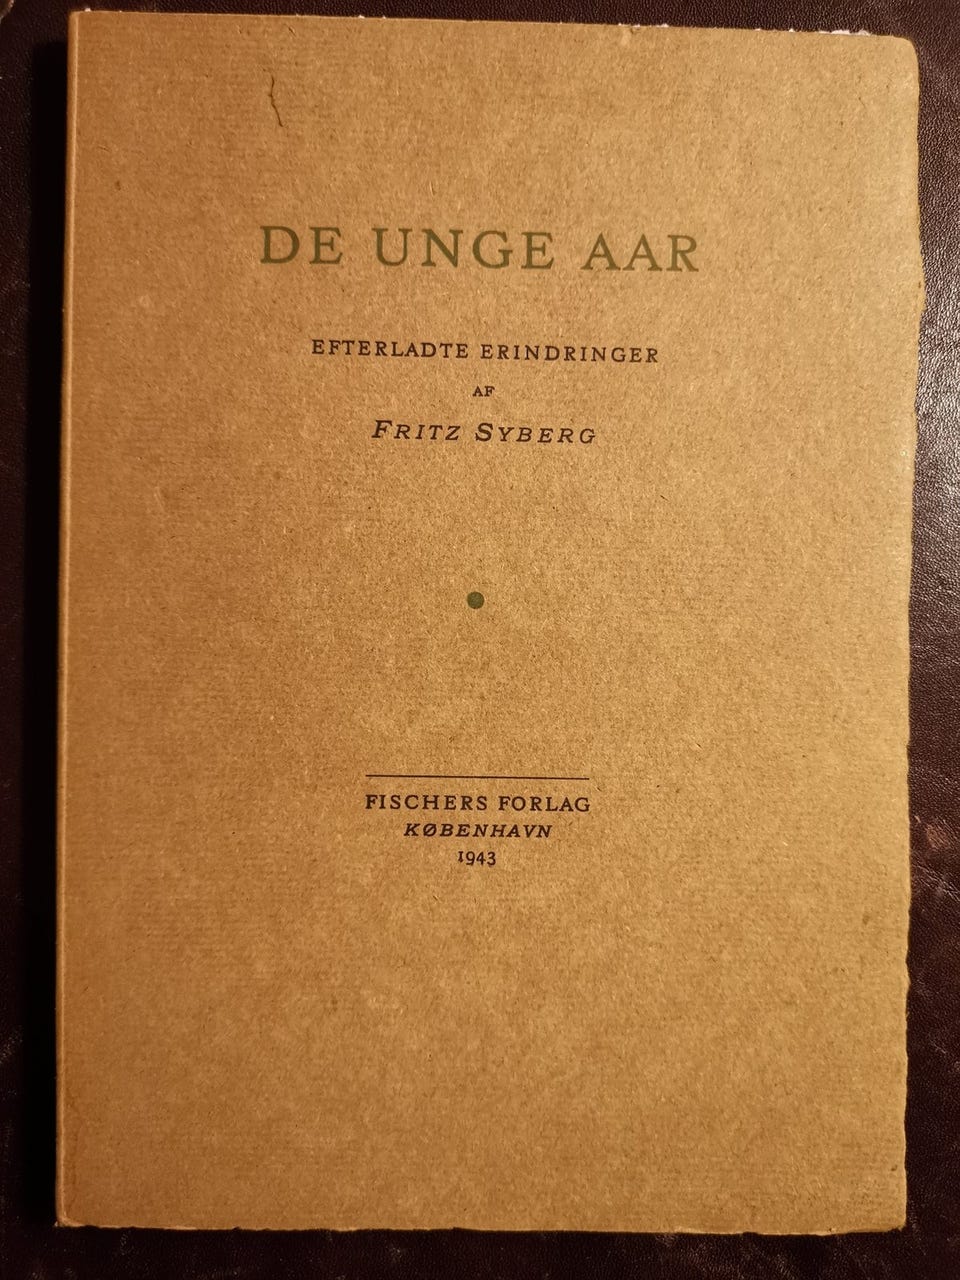 DE UNGE AAR
EFTERLADTE ERINDRINGER
AF
FRITZ SYBERG
FISCHERS FORLAG
KØBENHAVN
1943